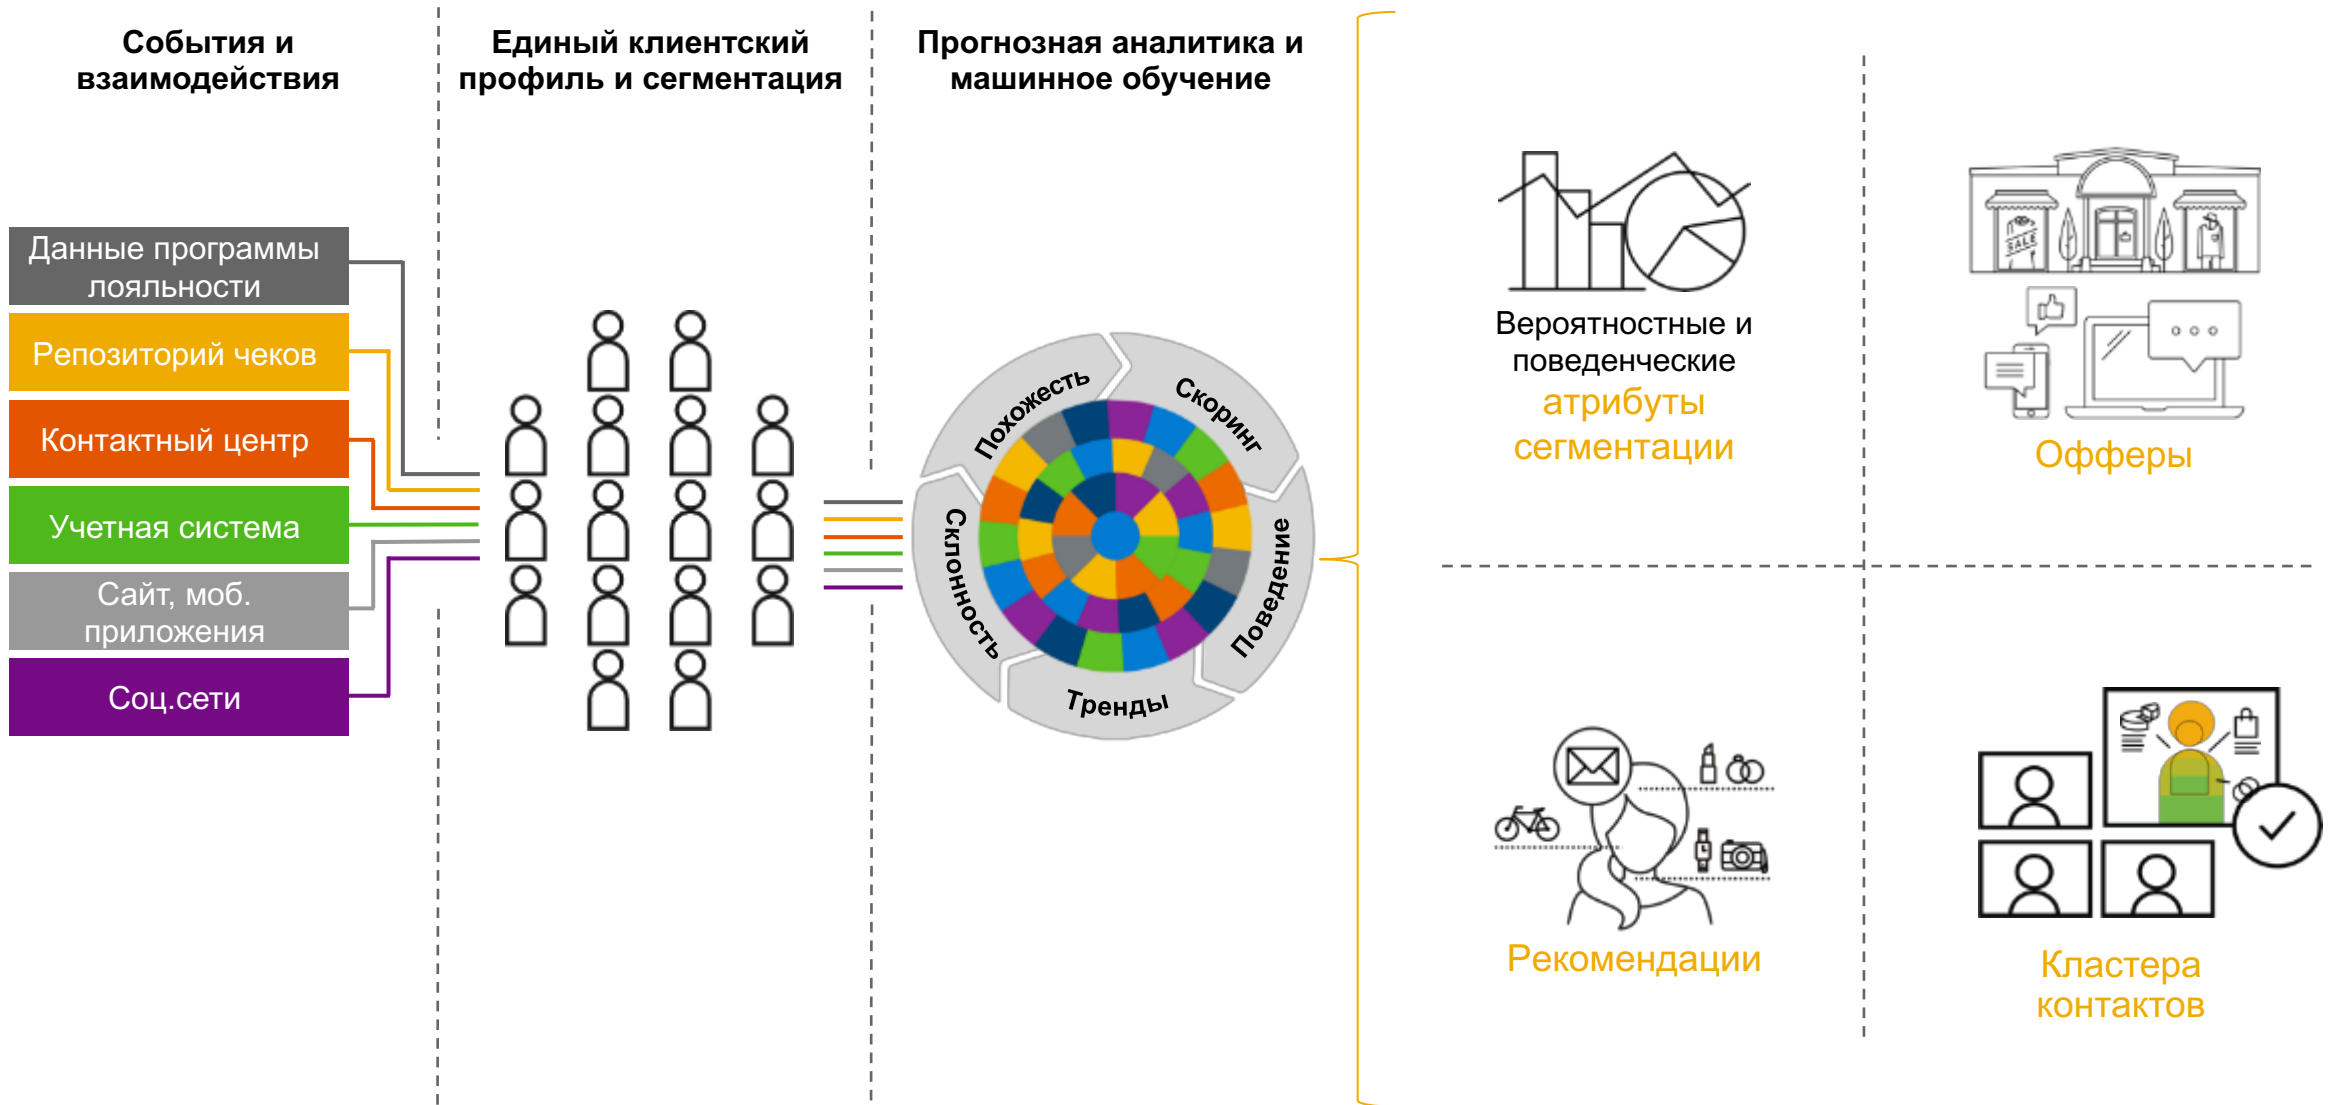 События и
взаимодействия
Единый клиентский
профиль и сегментация
Прогнозная аналитика и
машинное обучение
Данные программы
лояльности
Репозиторий чеков
Контактный центр
Учетная система
Сайт, моб.
приложения
Соц.сети
Похожесть
Скоринг
Поведение
Тренды
Склонность
Вероятностные и
поведенческие
атрибуты
сегментации
SALE
Офферы
Рекомендации
Кластера
контактов